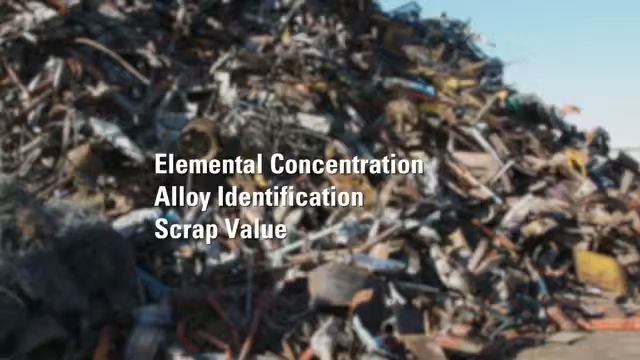 Elemental Concentration
Alloy Identification
Scrap Value